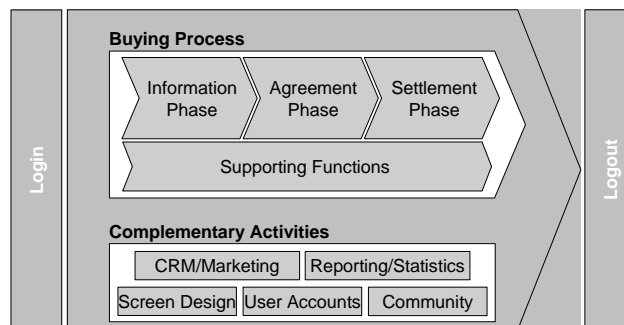 Login
Buying Process
Information
Phase
Agreement
Phase
Settlement
Phase
Supporting Functions
Complementary Activities
CRM/Marketing
Reporting/Statistics
Screen Design
User Accounts
Community
Logout